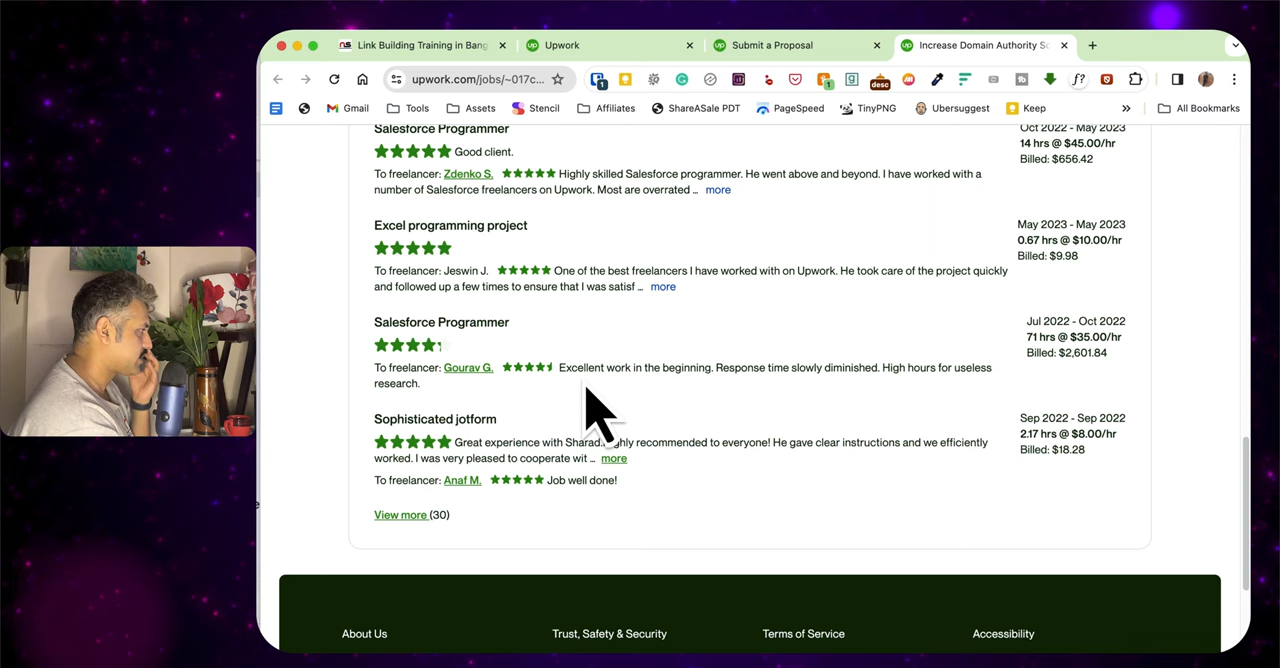 Link Building Training in Bang
Upwork
Submit a Proposal
Increase Domain Authority Sc
upwork.com/jobs/~017c...
Gmail
Tools
Assets
Stencil
Affiliates
ShareASale PDT
PageSpeed
TinyPNG
Ubersuggest
Keep
All Bookmarks
Salesforce Programmer
Oct 2022 - May 2023
Good client.
14 hrs @ $45.00/hr
Billed: $656.42
To freelancer: Zdenko S. Highly skilled Salesforce programmer. He went above and beyond. I have worked with a
number of Salesforce freelancers on Upwork. Most are overrated ... more
Excel programming project
May 2023 - May 2023
0.67 hrs @ $10.00/hr
Billed: $9.98
To freelancer: Jeswin J. One of the best freelancers I have worked with on Upwork. He took care of the project quickly
and followed up a few times to ensure that I was satisf ... more
Salesforce Programmer
Jul 2022 - Oct 2022
71 hrs @ $35.00/hr
Billed: $2,601.84
To freelancer: Gourav G. Excellent work in the beginning. Response time slowly diminished. High hours for useless
research.
Sophisticated jotform
Sep 2022 - Sep 2022
2.17 hrs @ $8.00/hr
Billed: $18.28
Great experience with Sharad. recommended to everyone! He gave clear instructions and we efficiently
worked. I was very pleased to cooperate wit ... more
To freelancer: Anaf M. Job well done!
View more (30)
About Us
Trust, Safety & Security
Terms of Service
Accessibility